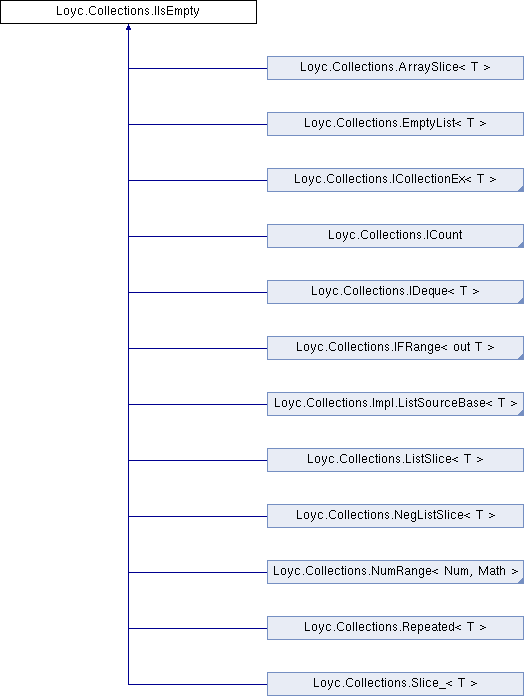 Loyc.Collections.IIsEmpty
Loyc.Collections.ArraySlice< T >
Loyc.Collections.EmptyList< T >
Loyc.Collections.ICollectionEx< T >
Loyc.Collections.ICount
Loyc.Collections.IDeque< T >
Loyc.Collections.IFRange< out T >
Loyc.Collections.Impl.ListSourceBase< T >
Loyc.Collections.ListSlice< T >
Loyc.Collections.NegListSlice< T >
Loyc.Collections.NumRange< Num, Math >
Loyc.Collections.Repeated< T >
Loyc.Collections.Slice_< T >